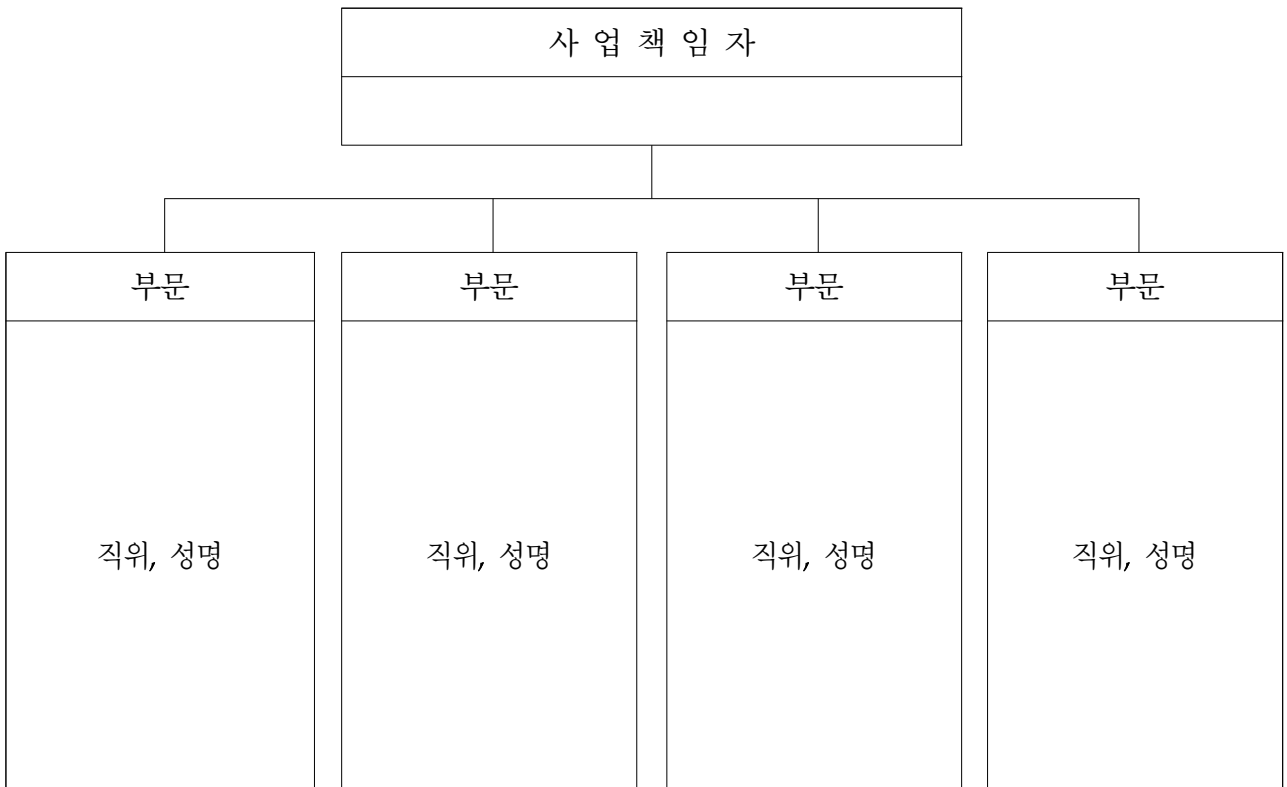 사 업 책 임 자
부문 부문 부문 부문
직위, 성명 직위, 성명 직위, 성명 직위, 성명